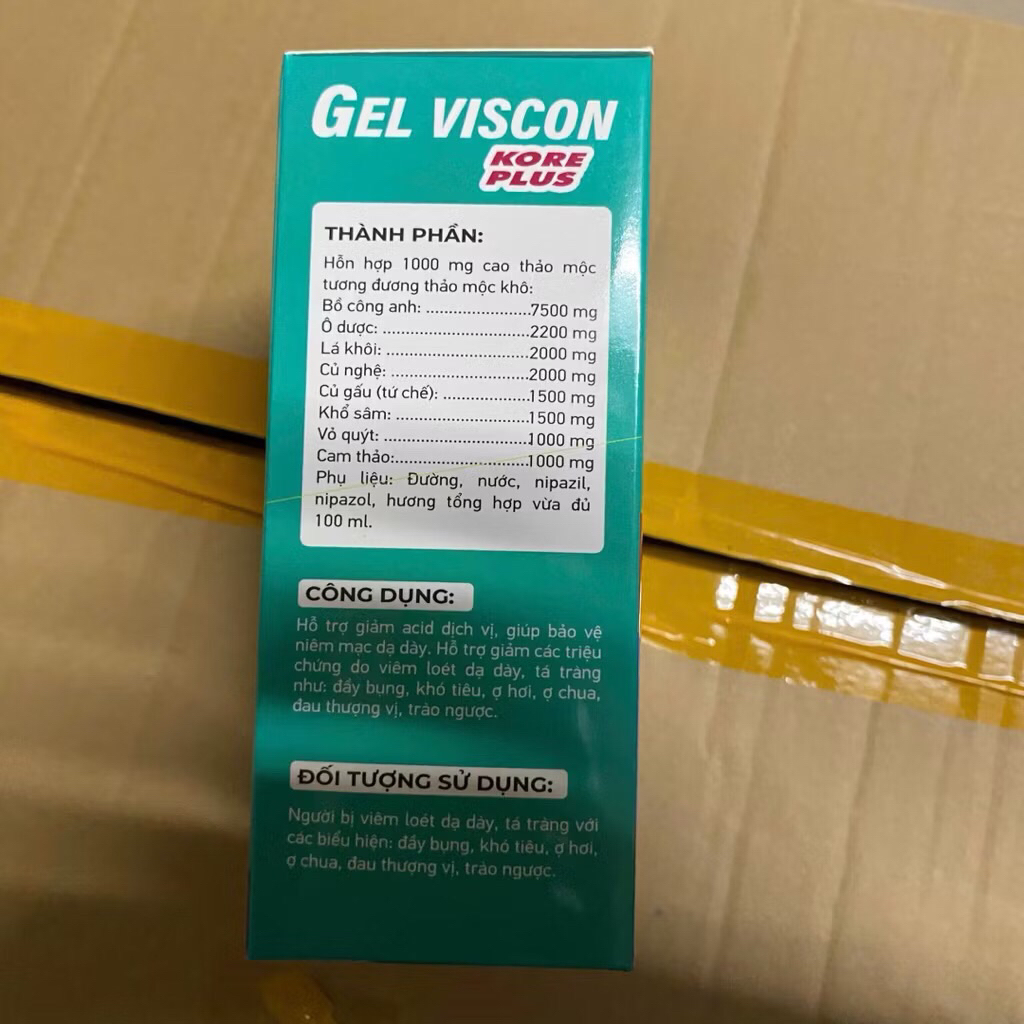 GEL VISCON
KORE
PLUS
THÀNH PHẦN:
Hỗn hợp 1000 mg cao thảo mộc
tương đương thảo mộc khô:
Bồ công anh: ........................7500 mg
Ô dược: .................................2200 mg
Lá khôi: ................................2000 mg
Củ nghệ: ...............................2000 mg
Củ gấu (tứ chế): ...................1500 mg
Khổ sâm: ..............................1500 mg
Vỏ quýt: ................................1000 mg
Cam thảo:..............................1000 mg
Phụ liệu: Đường, nước, nipazil,
nipazol, hương tổng hợp vừa đủ
100 ml.
CÔNG DỤNG:
Hỗ trợ giảm acid dịch vị, giúp bảo vệ
niêm mạc dạ dày. Hỗ trợ giảm các triệu
chứng do viêm loét dạ dày, tá tràng
như: đầy bụng, khó tiêu, ợ hơi, ợ chua,
đau thượng vị, trào ngược.
ĐỐI TƯỢNG SỬ DỤNG:
Người bị viêm loét dạ dày, tá tràng với
các biểu hiện: đầy bụng, khó tiêu, ợ hơi,
ợ chua, đau thượng vị, trào ngược.